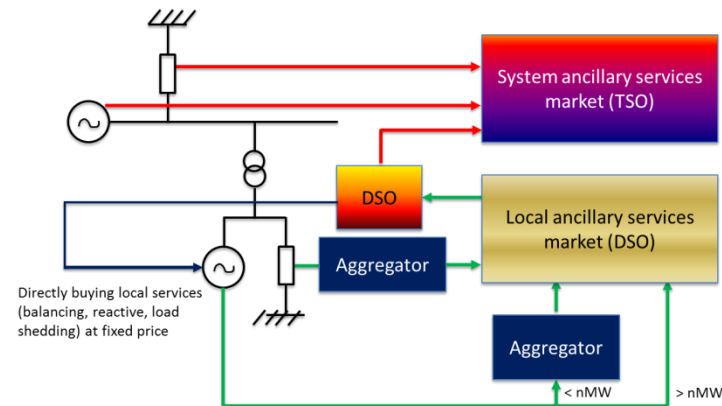 System ancillary services
market (TSO)
DSO
Local ancillary services
market (DSO)
Aggregator
Directly buying local services
(balancing, reactive, load
shedding) at fixed price
Aggregator
< nMW
> nMW